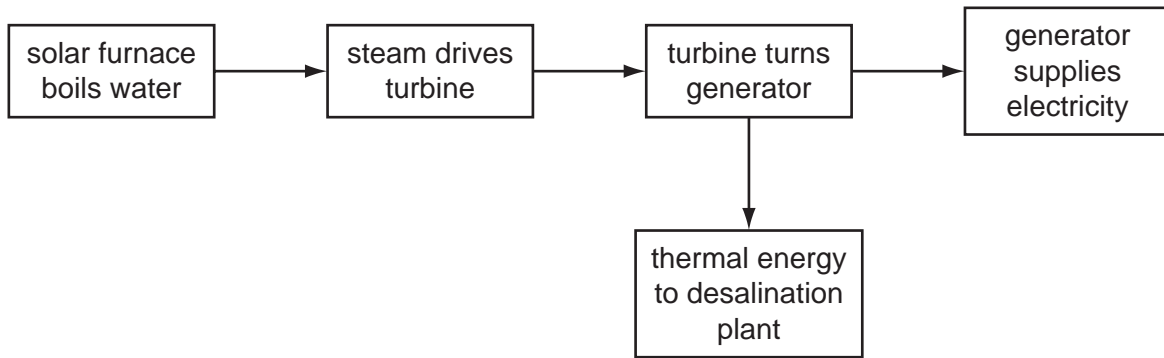 solar furnace
boils water
steam drives
turbine
turbine turns
generator
generator
supplies
electricity
thermal energy
to desalination
plant